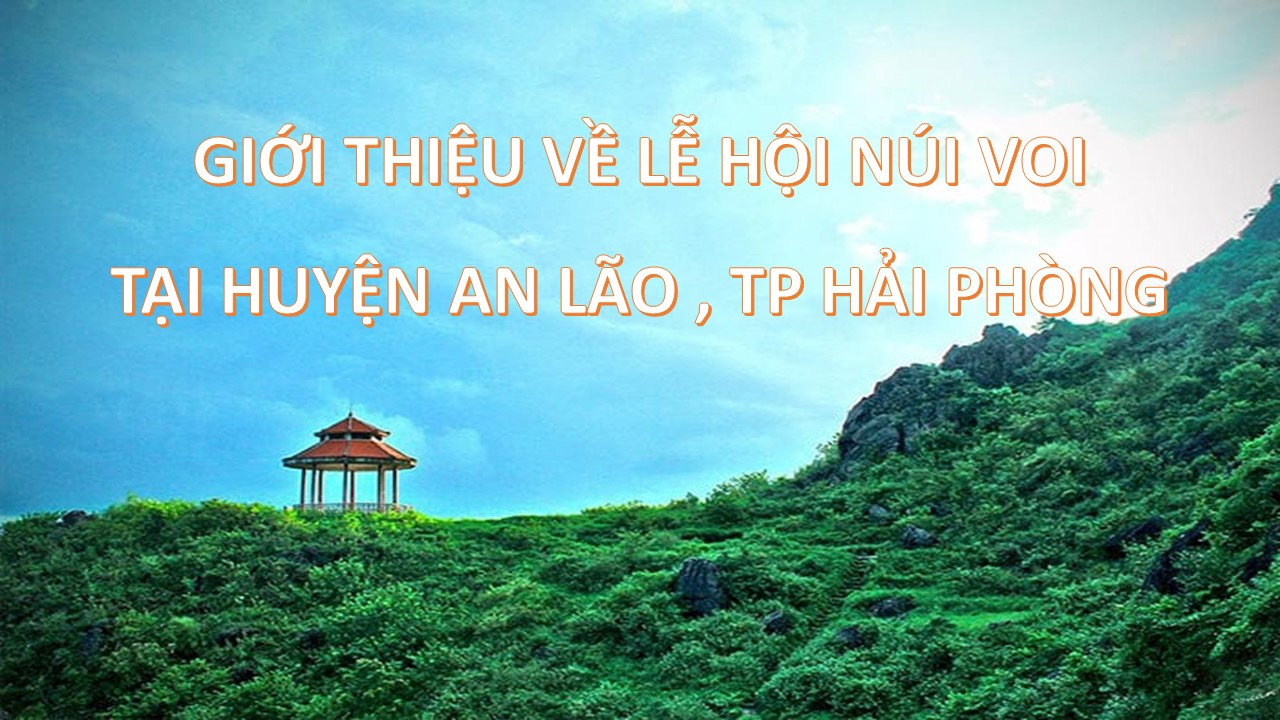 GIỚI THIỆU VỀ LỄ HỘI NÚI VOI
TẠI HUYỆN AN LÃO , TP HẢI PHÒNG